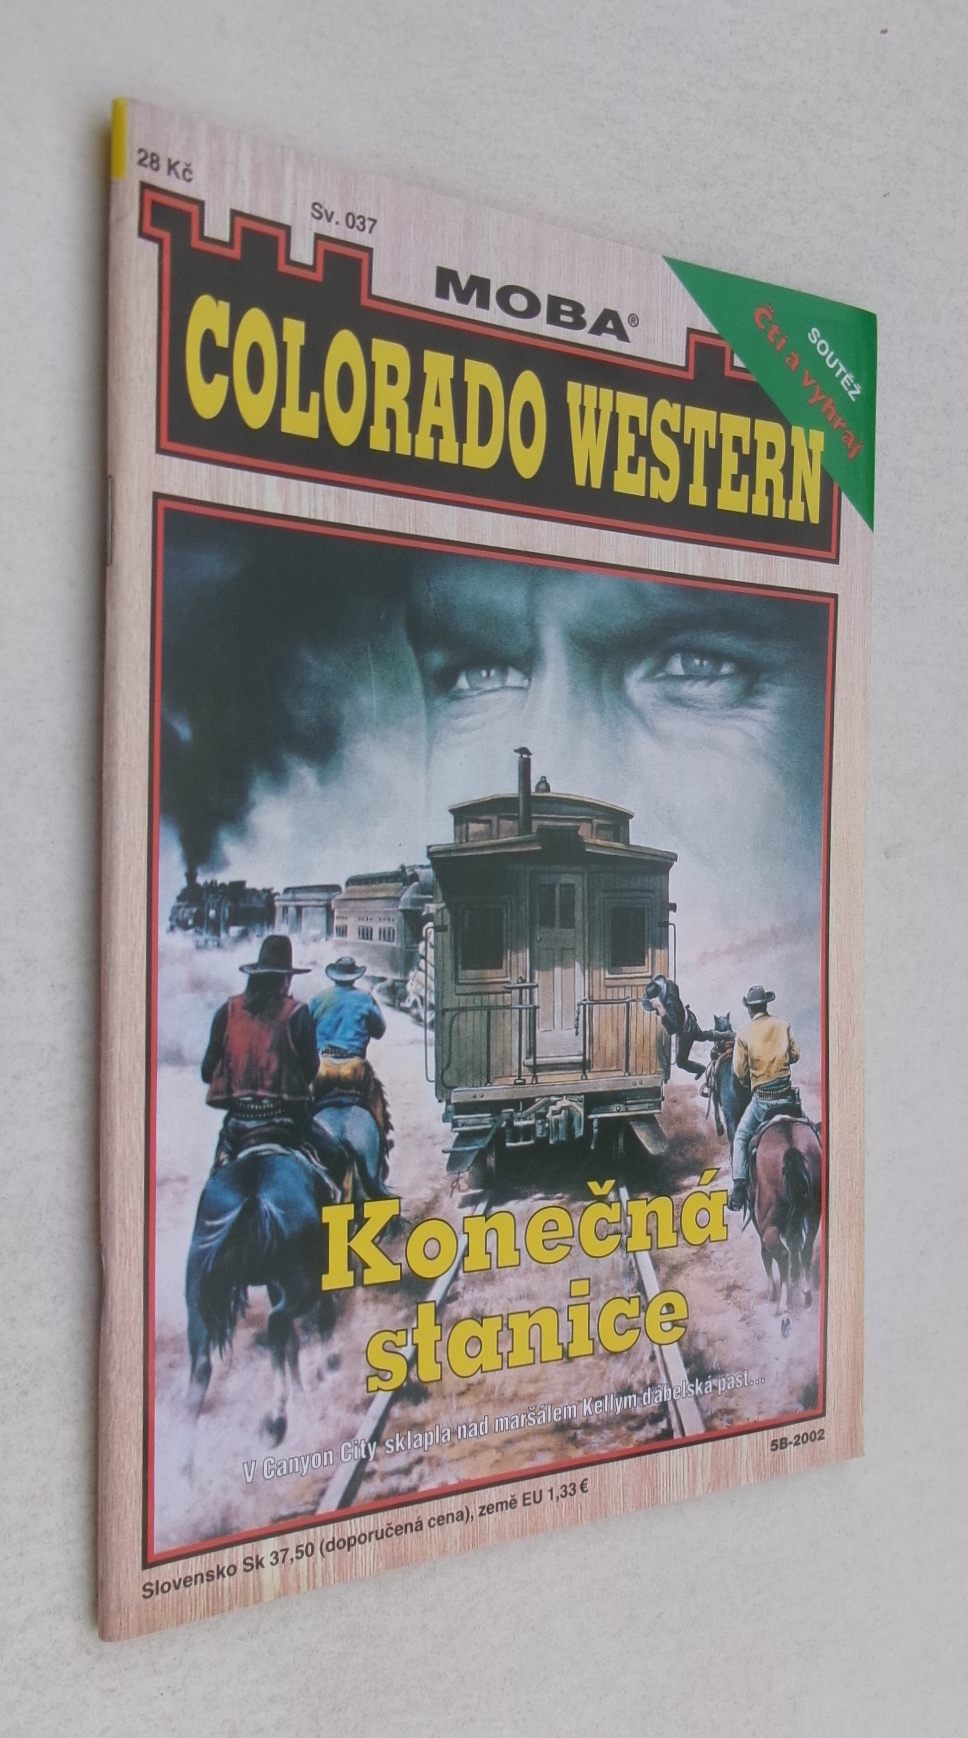 28 Kč
Sv. 037
MOBA®
SOUTĚŽ
Čti a vyhraj
COLORADO WESTERN
Konečná
stanice
V Canyon City sklapla nad maršálem Kellym ďábelská past...
5B-2002
Slovensko Sk 37,50 (doporučená cena), země EU 1,33 €